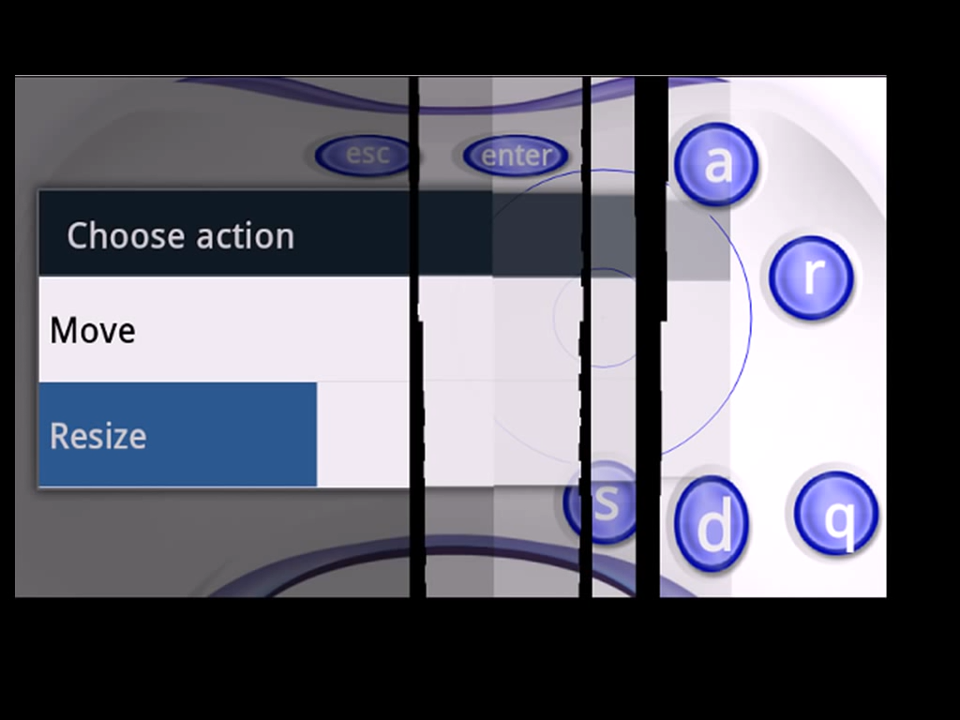 esc
enter
a
Choose action
r
Move
Resize
s
d
q